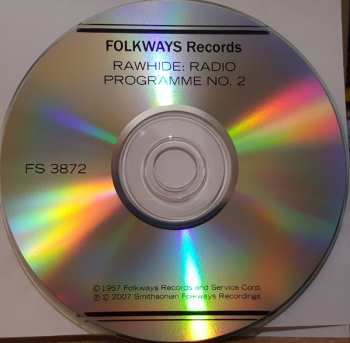 FOLKWAYS Records
RAWHIDE: RADIO
PROGRAMME NO. 2
FS 3872
© 1957 Folkways Records and Service Corp.
℗ © 2007 Smithsonian Folkways Recordings